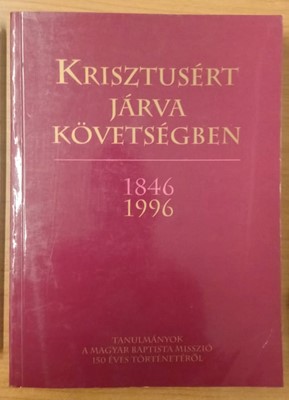 KRISZTUSÉRT
JÁRVA
KÖVETSÉGBEN
1846
1996
TANULMÁNYOK
A MAGYAR BAPTISTA MISSZIÓ
150 ÉVES TÖRTÉNETÉRŐL